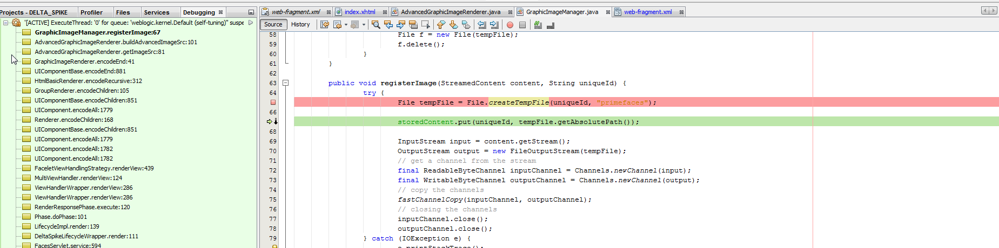 Projects - DELTA_SPIKE Profiler Files Services Debugging
'[ACTIVE] ExecuteThread: '0' for queue: 'weblogic.kernel.Default (self-tuning)'' suspe
GraphicImageManager.registerImage:67
AdvancedGraphicImageRenderer.buildAdvancedImageSrc:101
AdvancedGraphicImageRenderer.getImageSrc:81
GraphicImageRenderer.encodeEnd:41
UIComponentBase.encodeEnd:881
HtmlBasicRenderer.encodeRecursive:312
GroupRenderer.encodeChildren:105
UIComponentBase.encodeChildren:851
UIComponent.encodeAll:1779
Renderer.encodeChildren:168
UIComponentBase.encodeChildren:851
UIComponent.encodeAll:1779
UIComponent.encodeAll:1782
UIComponent.encodeAll:1782
FaceletViewHandlingStrategy.renderView:439
MultiViewHandler.renderView:124
ViewHandlerWrapper.renderView:286
ViewHandlerWrapper.renderView:286
RenderResponsePhase.execute:120
Phase.doPhase:101
LifecycleImpl.render:139
DeltaSpikeLifecycleWrapper.render:111
FacesServlet.service:594
web-fragment.xml index.xhtml AdvancedGraphicImageRenderer.java GraphicImageManager.java web-fragment.xml
Source History
58 File f = new File(tempFile);
59 f.delete();
60 }
61 }
62
63 public void registerImage(StreamedContent content, String uniqueId) {
64 try {
File tempFile = File.createTempFile(uniqueId, "primefaces");
66
storedContent.put(uniqueId, tempFile.getAbsolutePath());
68
69 InputStream input = content.getStream();
70 OutputStream output = new FileOutputStream(tempFile);
71 // get a channel from the stream
72 final ReadableByteChannel inputChannel = Channels.newChannel(input);
73 final WritableByteChannel outputChannel = Channels.newChannel(output);
74 // copy the channels
75 fastChannelCopy(inputChannel, outputChannel);
76 // closing the channels
77 inputChannel.close();
78 outputChannel.close();
79 } catch (IOException e) {
e.printStackTrace();